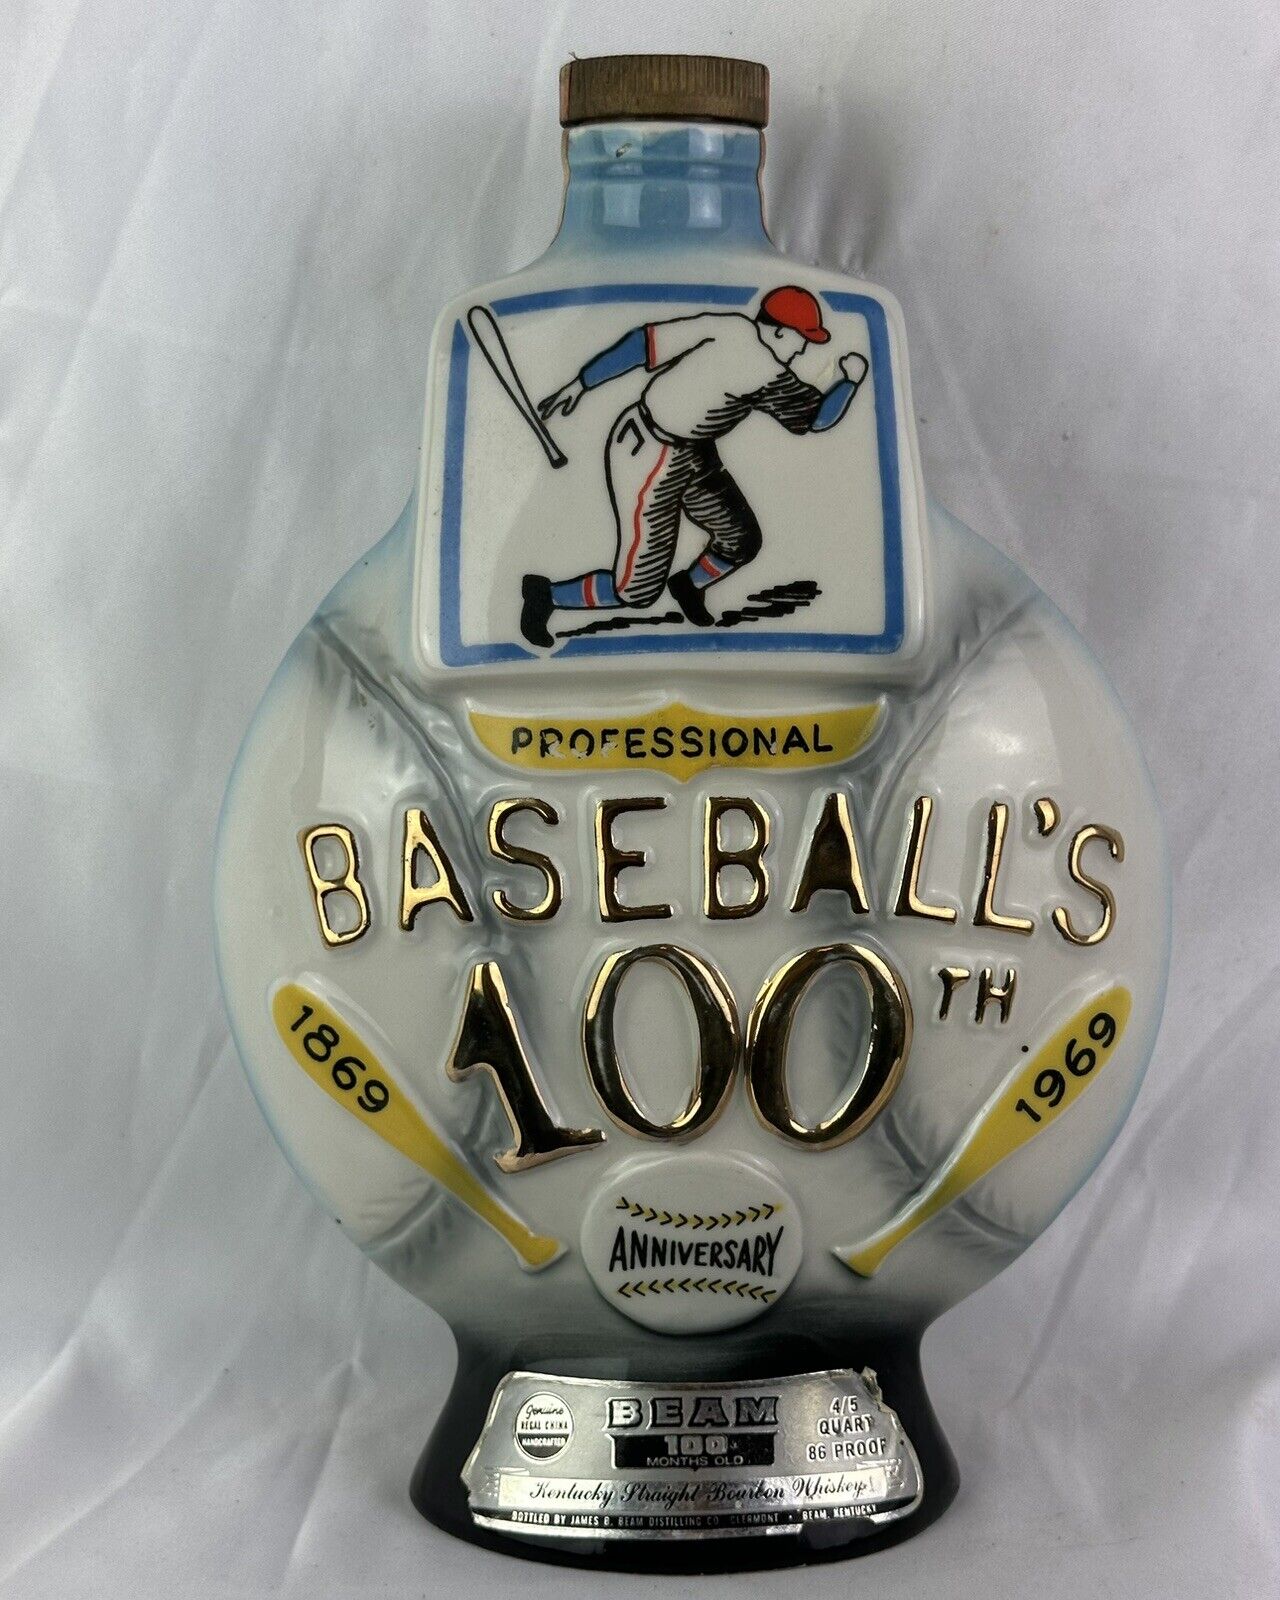 PROFESSIONAL
BASEBALL'S
100TH
1869
1969
ANNIVERSARY
Genuine
REGAL CHINA
HANDCRAFTED
BEAM
100
MONTHS OLD
4/5
QUART
86 PROOF
Kentucky Straight Bourbon Whiskey
BOTTLED BY JAMES B. BEAM DISTILLING CO. CLERMONT • BEAM, KENTUCKY